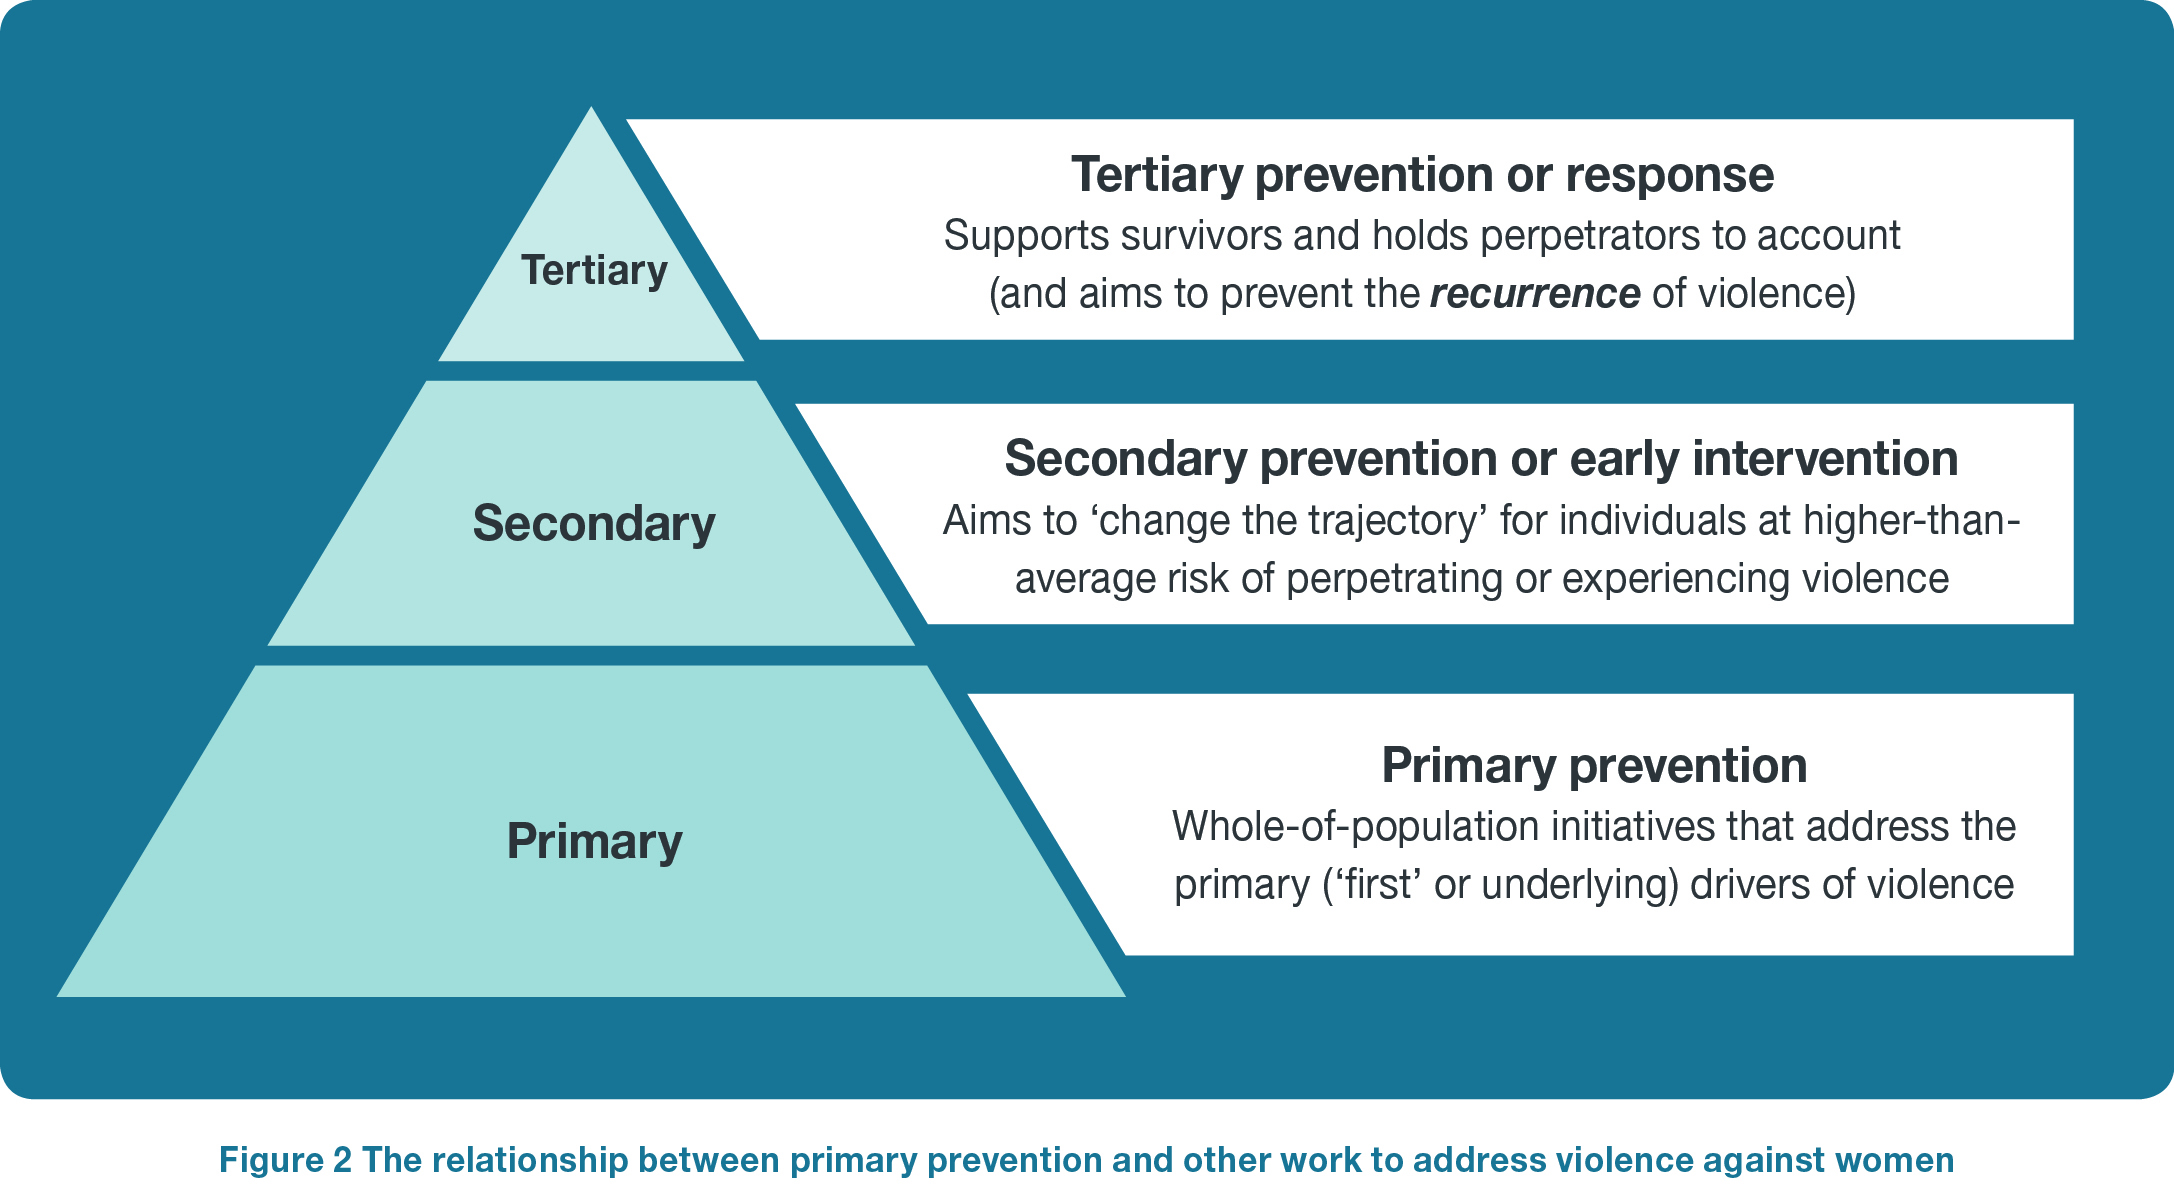 Tertiary
Tertiary prevention or response
Supports survivors and holds perpetrators to account
(and aims to prevent the recurrence of violence)
Secondary
Secondary prevention or early intervention
Aims to ‘change the trajectory’ for individuals at higher-than-
average risk of perpetrating or experiencing violence
Primary
Primary prevention
Whole-of-population initiatives that address the
primary (‘first’ or underlying) drivers of violence
Figure 2 The relationship between primary prevention and other work to address violence against women